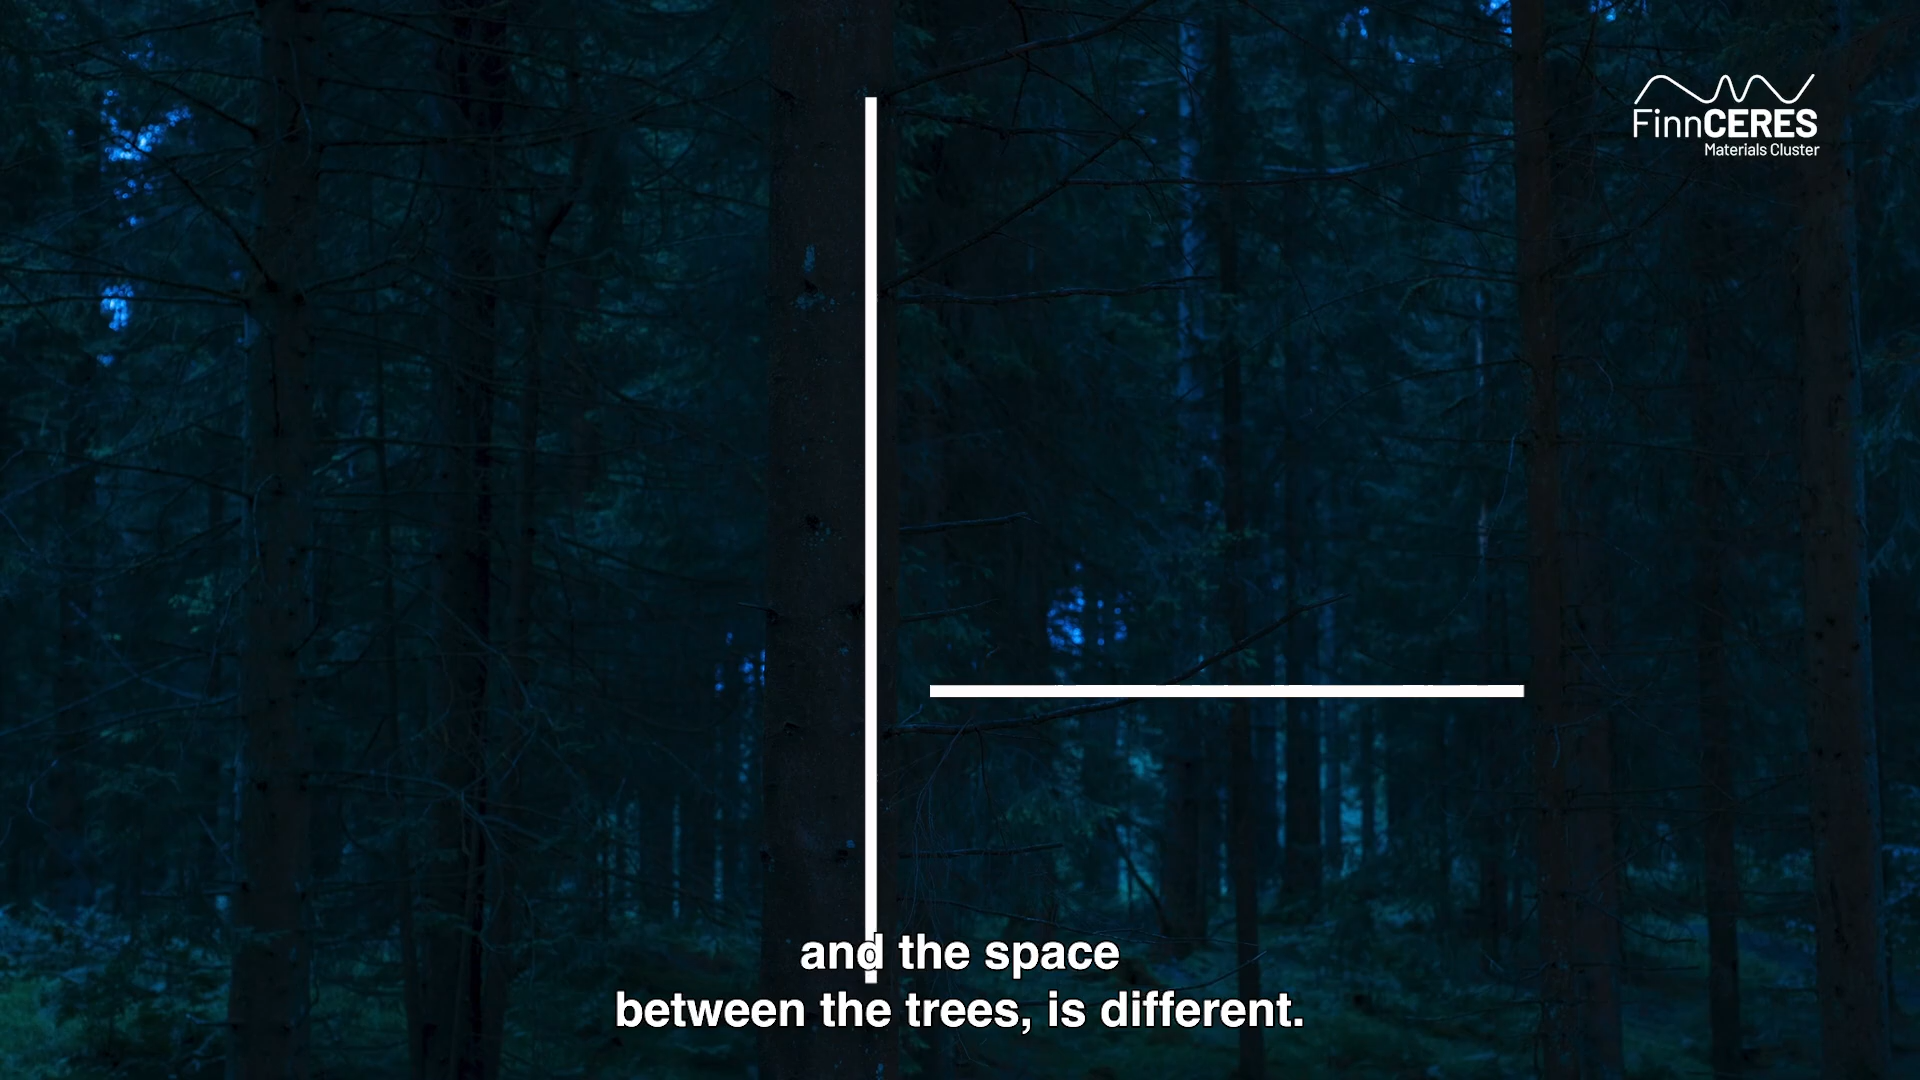 FinnCERES
Materials Cluster
and the space
between the trees, is different.